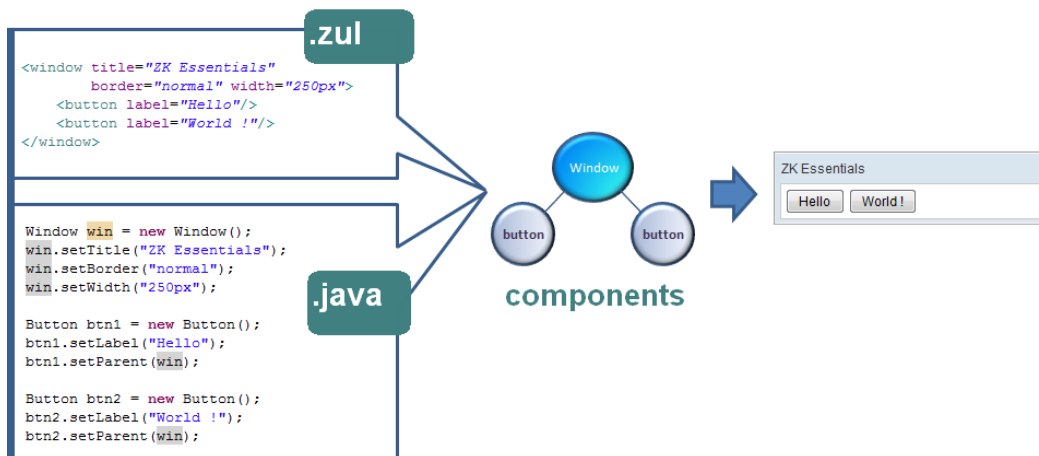 .zul
<window title="ZK Essentials"
border="normal" width="250px">
<button label="Hello"/>
<button label="World !"/>
</window>
Window win = new Window();
win.setTitle("ZK Essentials");
win.setBorder("normal");
win.setWidth("250px");
.java
Button btn1 = new Button();
btn1.setLabel("Hello");
btn1.setParent(win);
Button btn2 = new Button();
btn2.setLabel("World !");
btn2.setParent(win);
Window
button
button
components
ZK Essentials
Hello
World !